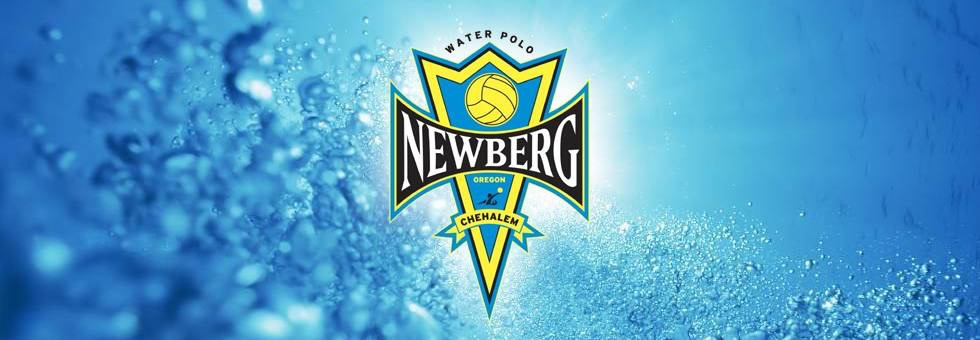 WATER POLO
NEWBERG
OREGON
CHEHALEM